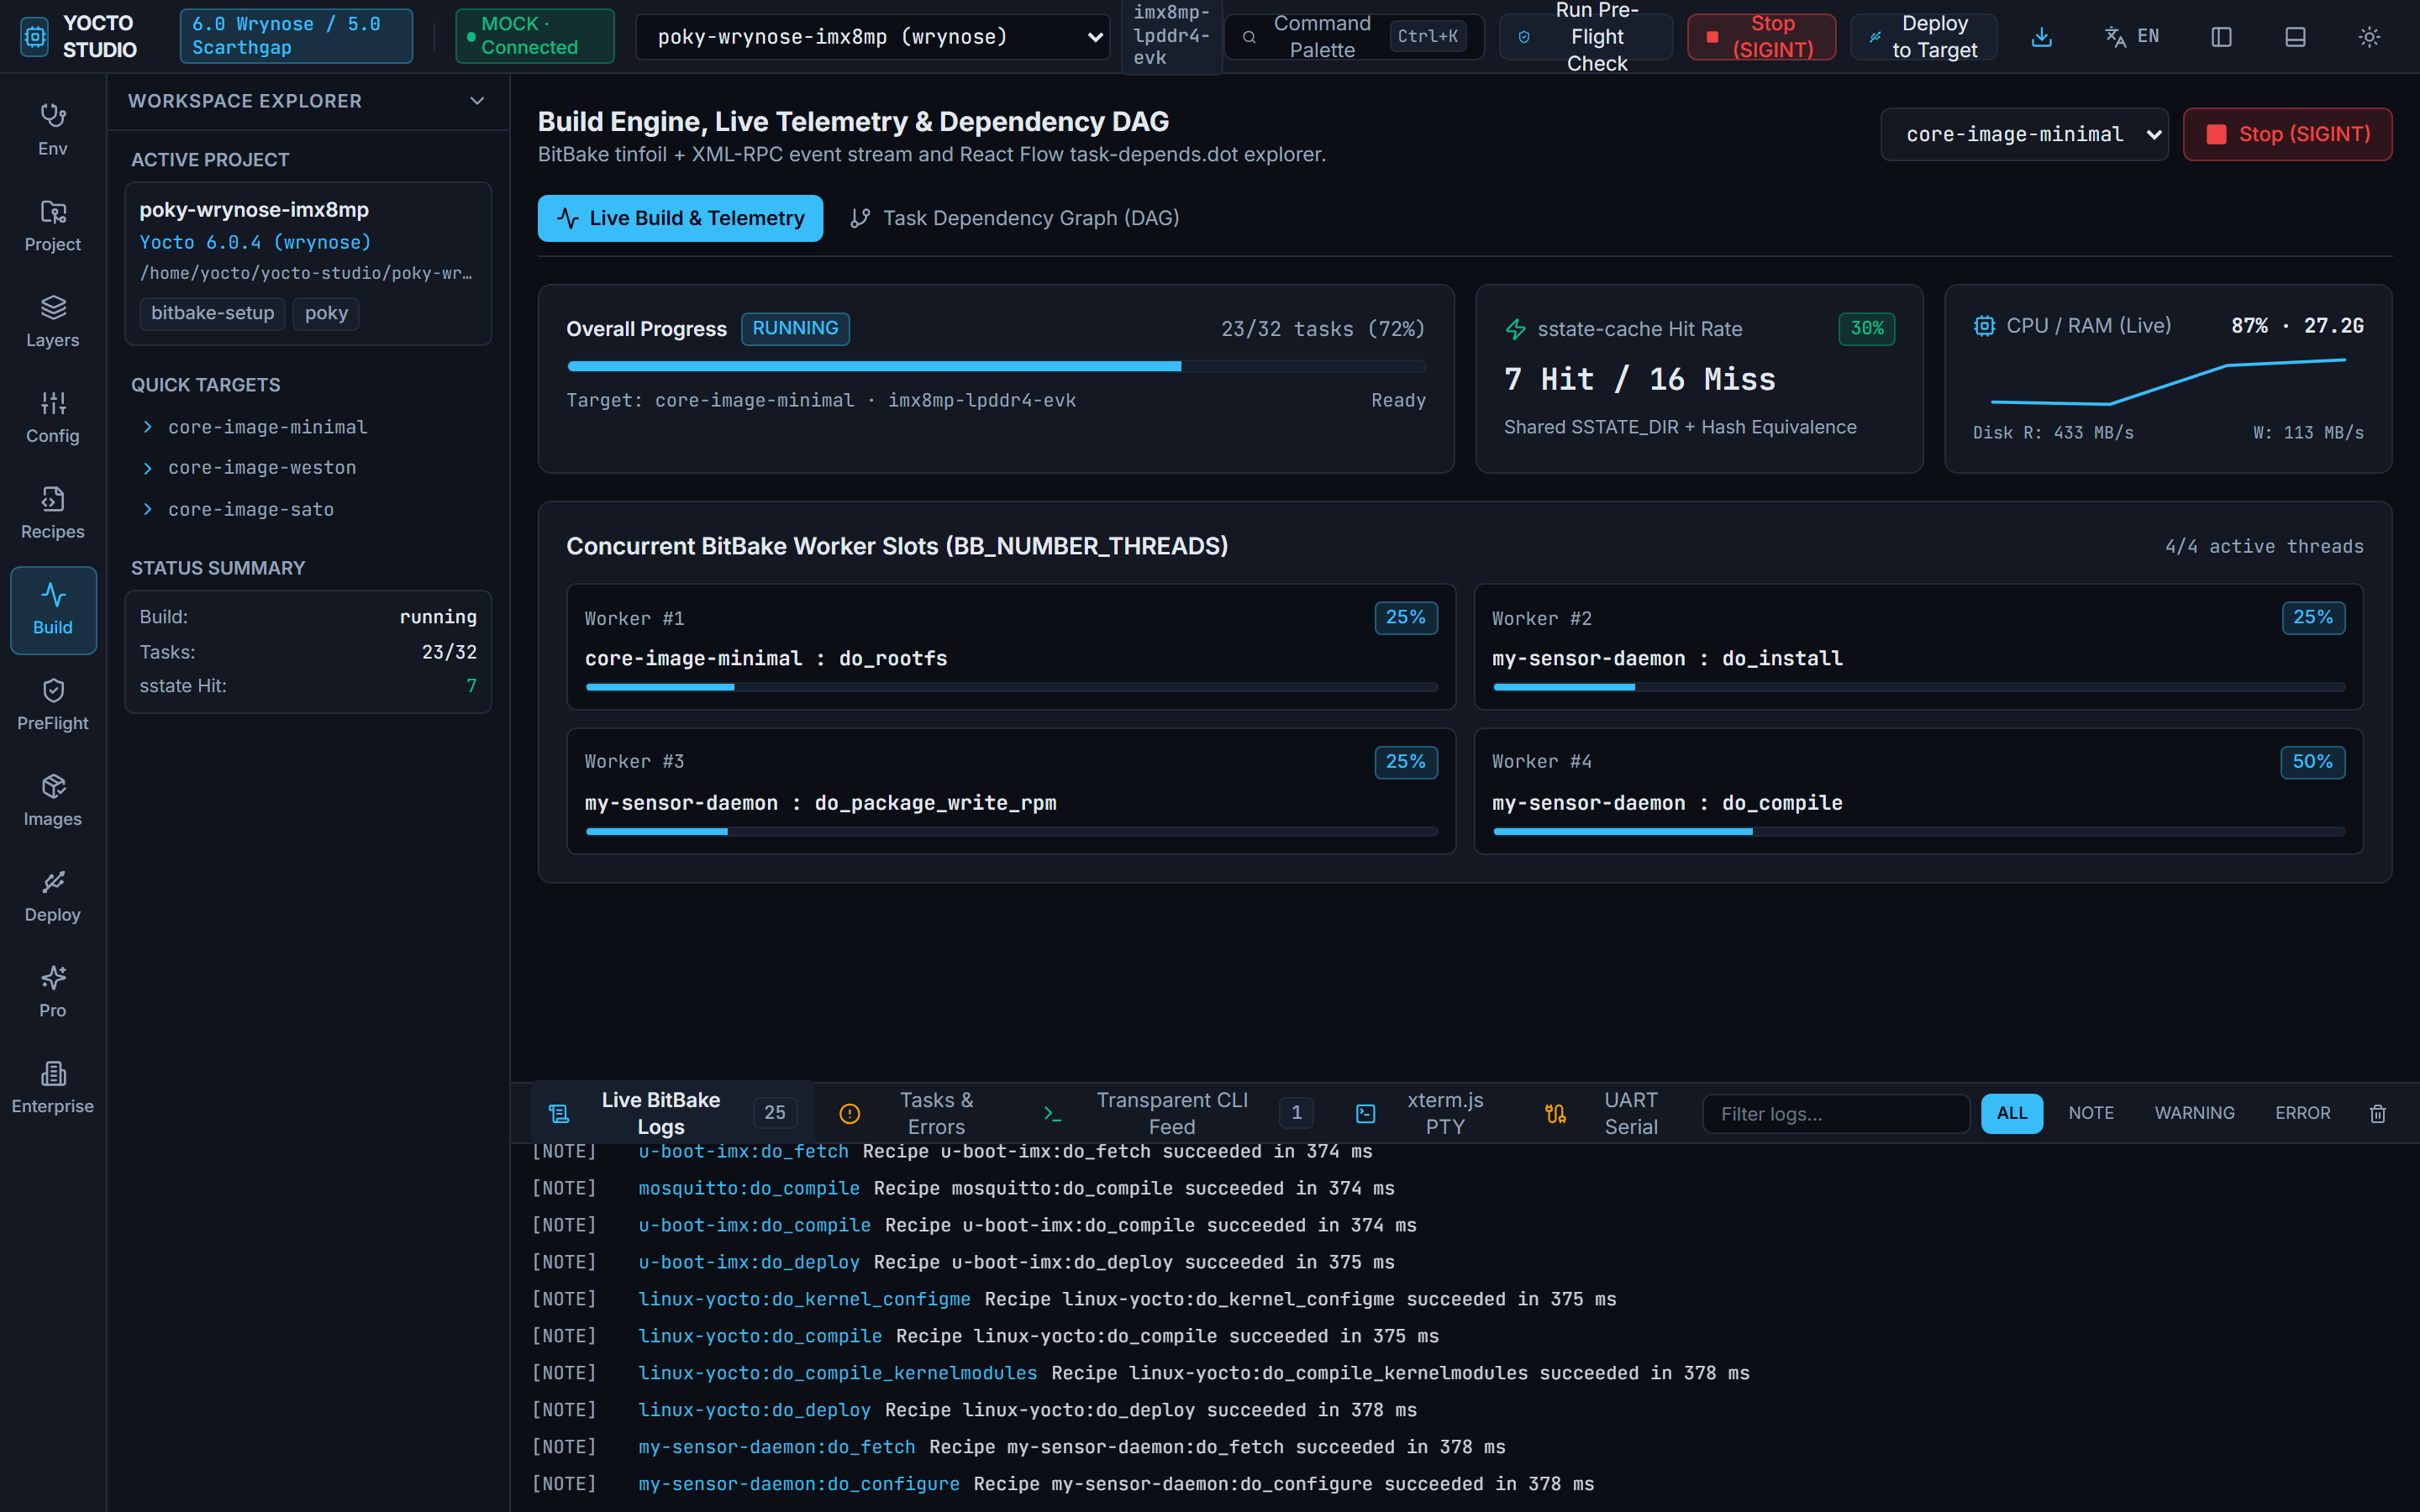 YOCTO
STUDIO
6.0 Wrynose / 5.0
Scarthgap
MOCK ·
Connected
poky-wrynose-imx8mp (wrynose)
imx8mp-
lpddr4-
evk
Command
Palette
Ctrl+K
Run Pre-
Flight
Check
Stop
(SIGINT)
Deploy
to Target
EN
Env
Project
Layers
Config
Recipes
Build
PreFlight
Images
Deploy
Pro
Enterprise
WORKSPACE EXPLORER
ACTIVE PROJECT
poky-wrynose-imx8mp
Yocto 6.0.4 (wrynose)
/home/yocto/yocto-studio/poky-wr…
bitbake-setup
poky
QUICK TARGETS
core-image-minimal
core-image-weston
core-image-sato
STATUS SUMMARY
Build: running
Tasks: 23/32
sstate Hit: 7
Build Engine, Live Telemetry & Dependency DAG
BitBake tinfoil + XML-RPC event stream and React Flow task-depends.dot explorer.
core-image-minimal
Stop (SIGINT)
Live Build & Telemetry
Task Dependency Graph (DAG)
Overall Progress RUNNING 23/32 tasks (72%)
Target: core-image-minimal · imx8mp-lpddr4-evk Ready
sstate-cache Hit Rate 30%
7 Hit / 16 Miss
Shared SSTATE_DIR + Hash Equivalence
CPU / RAM (Live) 87% · 27.2G
Disk R: 433 MB/s W: 113 MB/s
Concurrent BitBake Worker Slots (BB_NUMBER_THREADS) 4/4 active threads
Worker #1 25%
core-image-minimal : do_rootfs
Worker #2 25%
my-sensor-daemon : do_install
Worker #3 25%
my-sensor-daemon : do_package_write_rpm
Worker #4 50%
my-sensor-daemon : do_compile
Live BitBake
Logs
25
Tasks &
Errors
Transparent CLI
Feed
1
xterm.js
PTY
UART
Serial
Filter logs...
ALL
NOTE
WARNING
ERROR
[NOTE] u-boot-imx:do_fetch Recipe u-boot-imx:do_fetch succeeded in 374 ms
[NOTE] mosquitto:do_compile Recipe mosquitto:do_compile succeeded in 374 ms
[NOTE] u-boot-imx:do_compile Recipe u-boot-imx:do_compile succeeded in 374 ms
[NOTE] u-boot-imx:do_deploy Recipe u-boot-imx:do_deploy succeeded in 375 ms
[NOTE] linux-yocto:do_kernel_configme Recipe linux-yocto:do_kernel_configme succeeded in 375 ms
[NOTE] linux-yocto:do_compile Recipe linux-yocto:do_compile succeeded in 375 ms
[NOTE] linux-yocto:do_compile_kernelmodules Recipe linux-yocto:do_compile_kernelmodules succeeded in 378 ms
[NOTE] linux-yocto:do_deploy Recipe linux-yocto:do_deploy succeeded in 378 ms
[NOTE] my-sensor-daemon:do_fetch Recipe my-sensor-daemon:do_fetch succeeded in 378 ms
[NOTE] my-sensor-daemon:do_configure Recipe my-sensor-daemon:do_configure succeeded in 378 ms